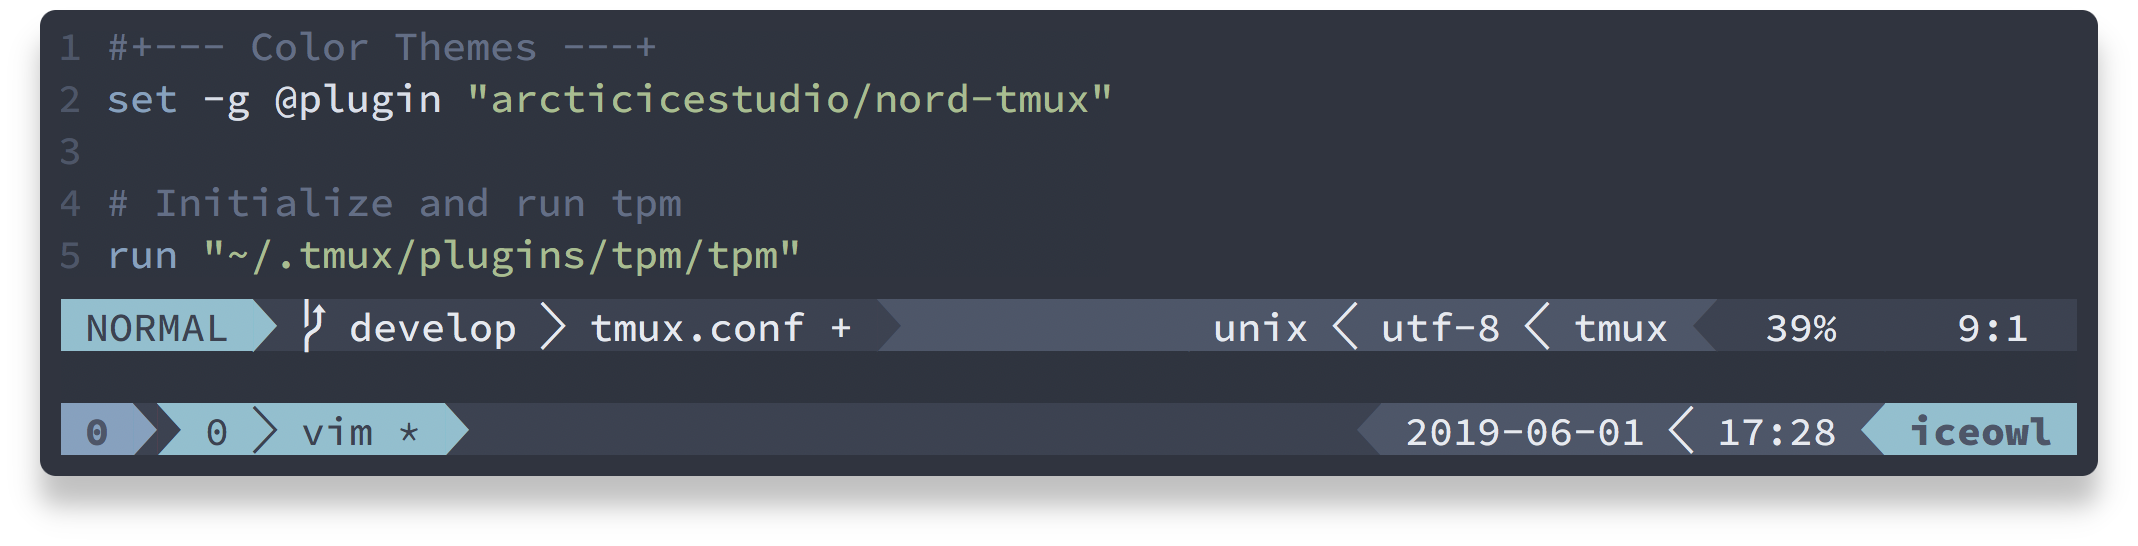 1 #+--- Color Themes ---+
2 set -g @plugin "arcticicestudio/nord-tmux"
3
4 # Initialize and run tpm
5 run "~/.tmux/plugins/tpm/tpm"
NORMAL develop tmux.conf + unix utf-8 tmux 39% 9:1
0 0 vim * 2019-06-01 17:28 iceowl